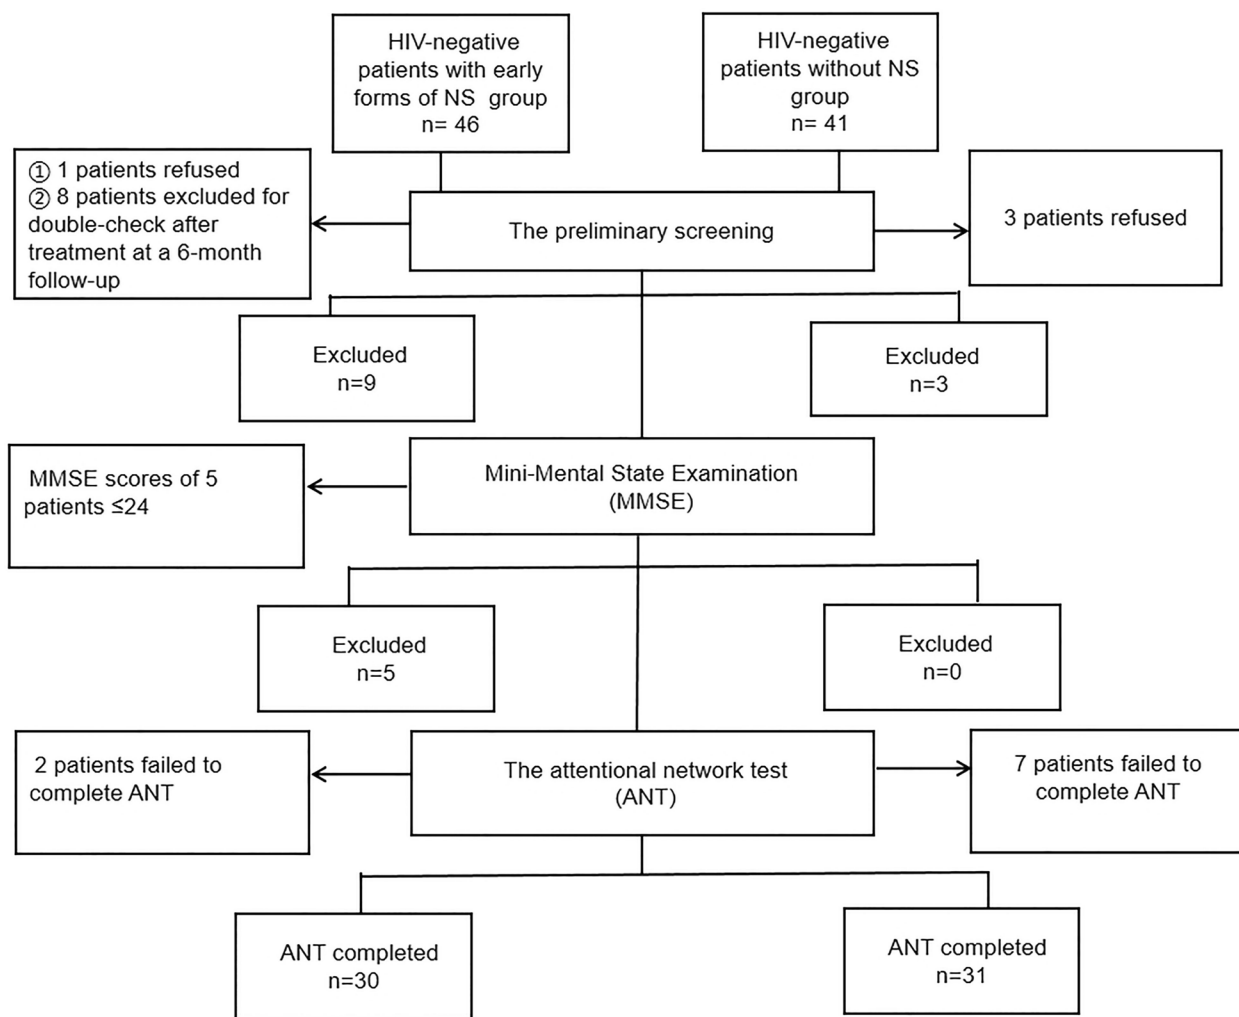 HIV-negative
patients with early
forms of NS group
n= 46
HIV-negative
patients without NS
group
n= 41
① 1 patients refused
② 8 patients excluded for
double-check after
treatment at a 6-month
follow-up
The preliminary screening
3 patients refused
Excluded
n=9
Excluded
n=3
MMSE scores of 5
patients ≤24
Mini-Mental State Examination
(MMSE)
Excluded
n=5
Excluded
n=0
2 patients failed to
complete ANT
The attentional network test
(ANT)
7 patients failed to
complete ANT
ANT completed
n=30
ANT completed
n=31